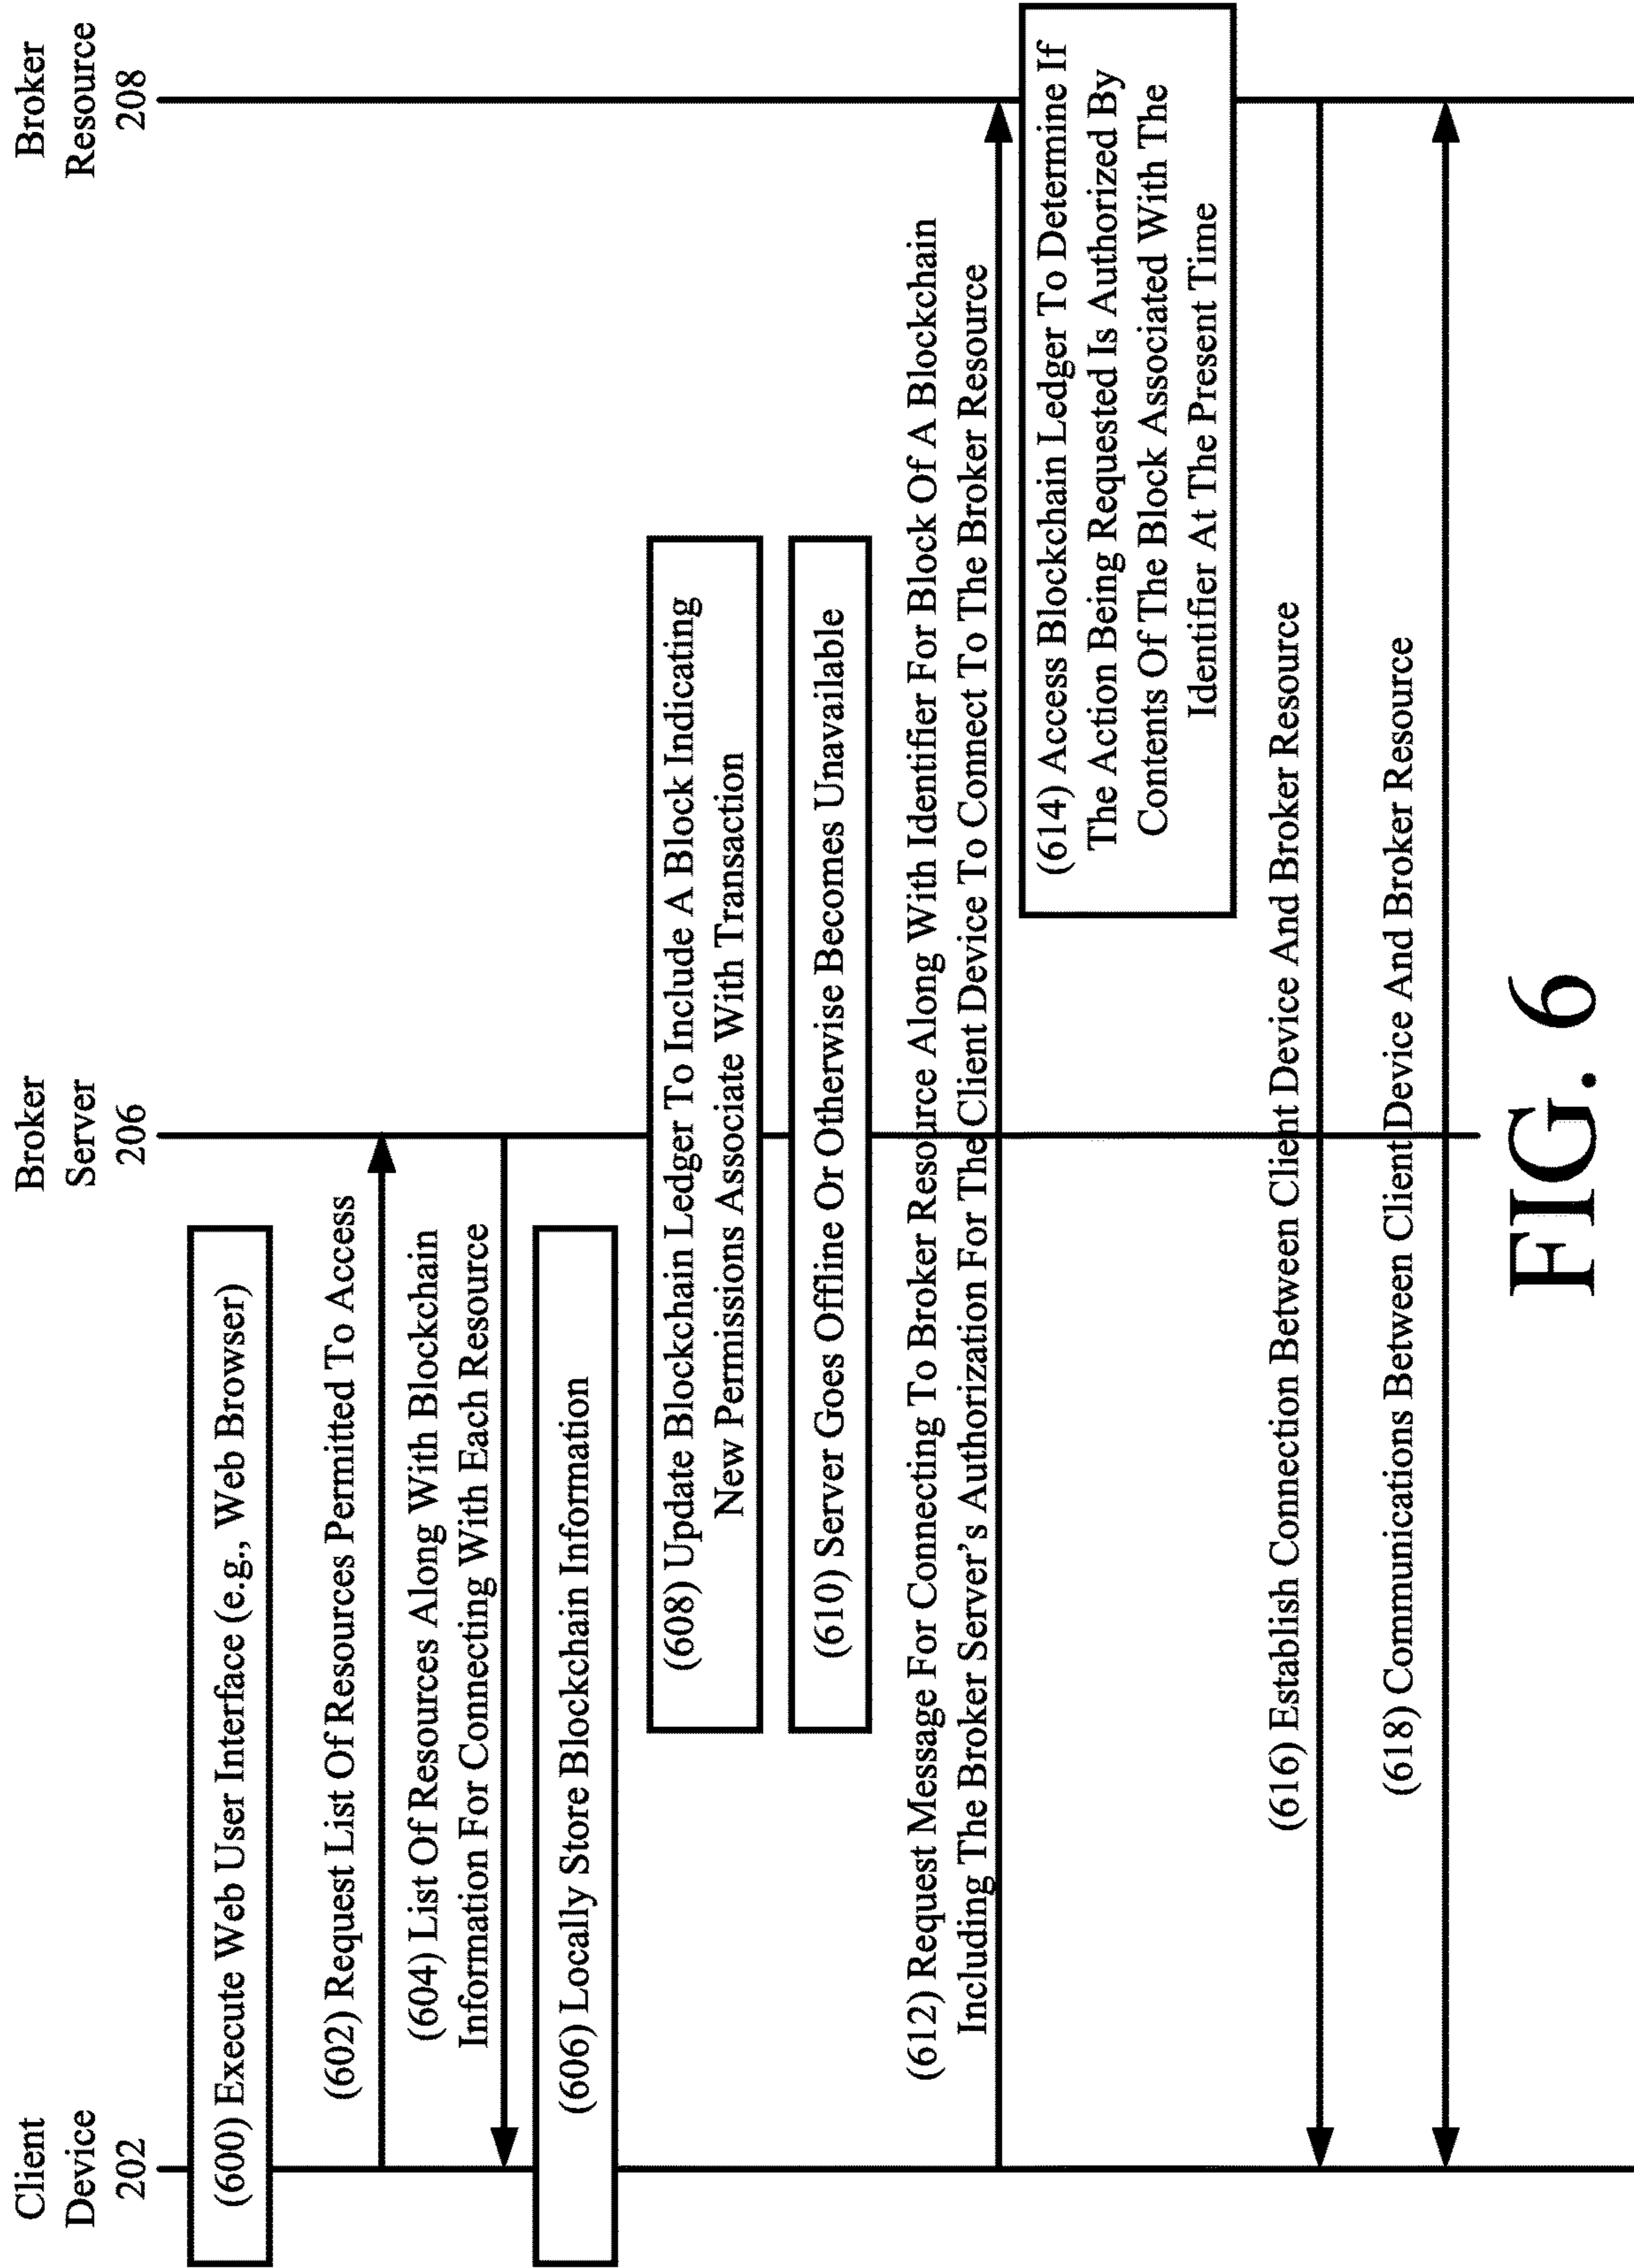 Client
Device
202
Broker
Server
206
Broker
Resource
208
(600) Execute Web User Interface (e.g., Web Browser)
(602) Request List Of Resources Permitted To Access
(604) List Of Resources Along With Blockchain
Information For Connecting With Each Resource
(606) Locally Store Blockchain Information
(608) Update Blockchain Ledger To Include A Block Indicating
New Permissions Associate With Transaction
(610) Server Goes Offline Or Otherwise Becomes Unavailable
(612) Request Message For Connecting To Broker Resource Along With Identifier For Block Of A Blockchain
Including The Broker Server's Authorization For The Client Device To Connect To The Broker Resource
(614) Access Blockchain Ledger To Determine If
The Action Being Requested Is Authorized By
Contents Of The Block Associated With The
Identifier At The Present Time
(616) Establish Connection Between Client Device And Broker Resource
(618) Communications Between Client Device And Broker Resource
FIG. 6